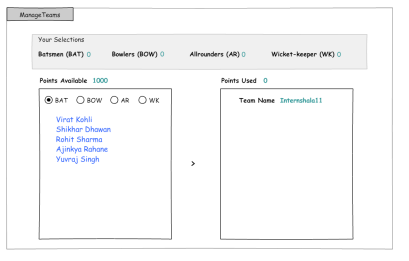 ManageTeams
Your Selections
Batsmen (BAT) 0 Bowlers (BOW) 0 Allrounders (AR) 0 Wicket-keeper (WK) 0
Points Available 1000 Points Used 0
BAT BOW AR WK
Team Name Internshala11
Virat Kohli
Shikhar Dhawan
Rohit Sharma
Ajinkya Rahane
Yuvraj Singh
>